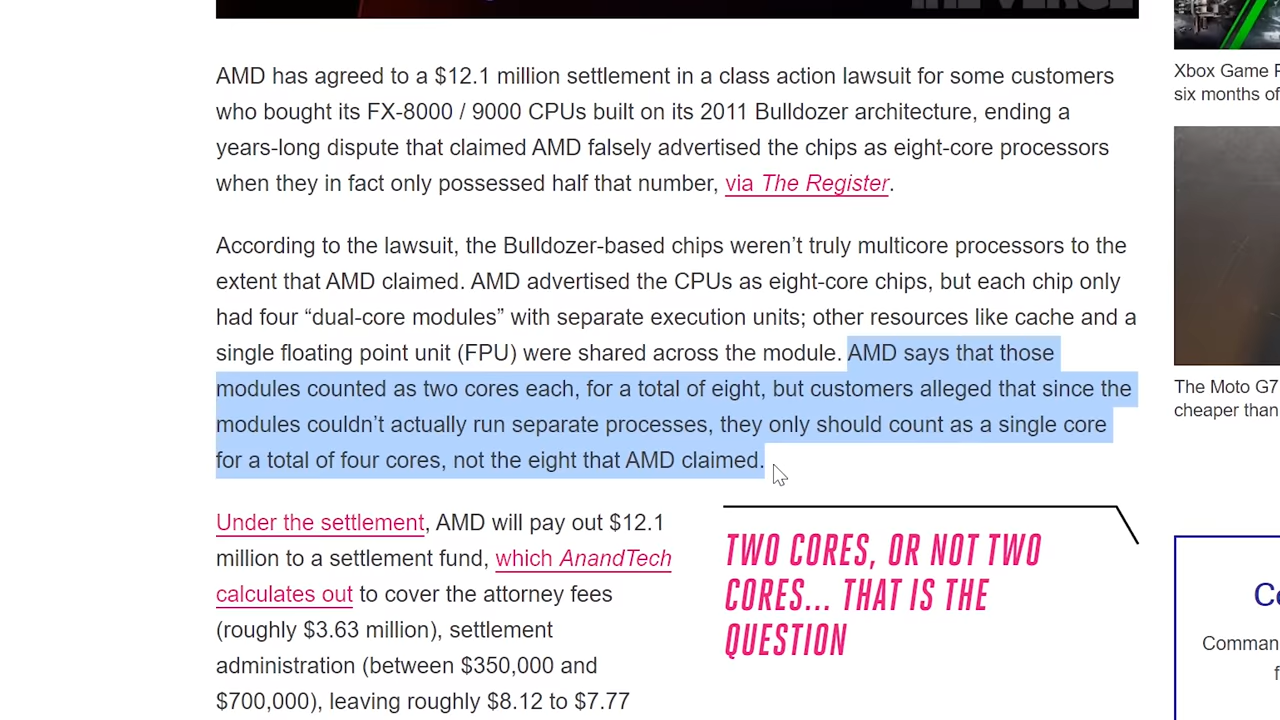 AMD has agreed to a $12.1 million settlement in a class action lawsuit for some customers
who bought its FX-8000 / 9000 CPUs built on its 2011 Bulldozer architecture, ending a
years-long dispute that claimed AMD falsely advertised the chips as eight-core processors
when they in fact only possessed half that number, via The Register.
According to the lawsuit, the Bulldozer-based chips weren’t truly multicore processors to the
extent that AMD claimed. AMD advertised the CPUs as eight-core chips, but each chip only
had four “dual-core modules” with separate execution units; other resources like cache and a
single floating point unit (FPU) were shared across the module. AMD says that those
modules counted as two cores each, for a total of eight, but customers alleged that since the
modules couldn’t actually run separate processes, they only should count as a single core
for a total of four cores, not the eight that AMD claimed.
Under the settlement, AMD will pay out $12.1
million to a settlement fund, which AnandTech
calculates out to cover the attorney fees
(roughly $3.63 million), settlement
administration (between $350,000 and
$700,000), leaving roughly $8.12 to $7.77
TWO CORES, OR NOT TWO
CORES... THAT IS THE
QUESTION
Xbox Game
six months of
The Moto G7
cheaper than